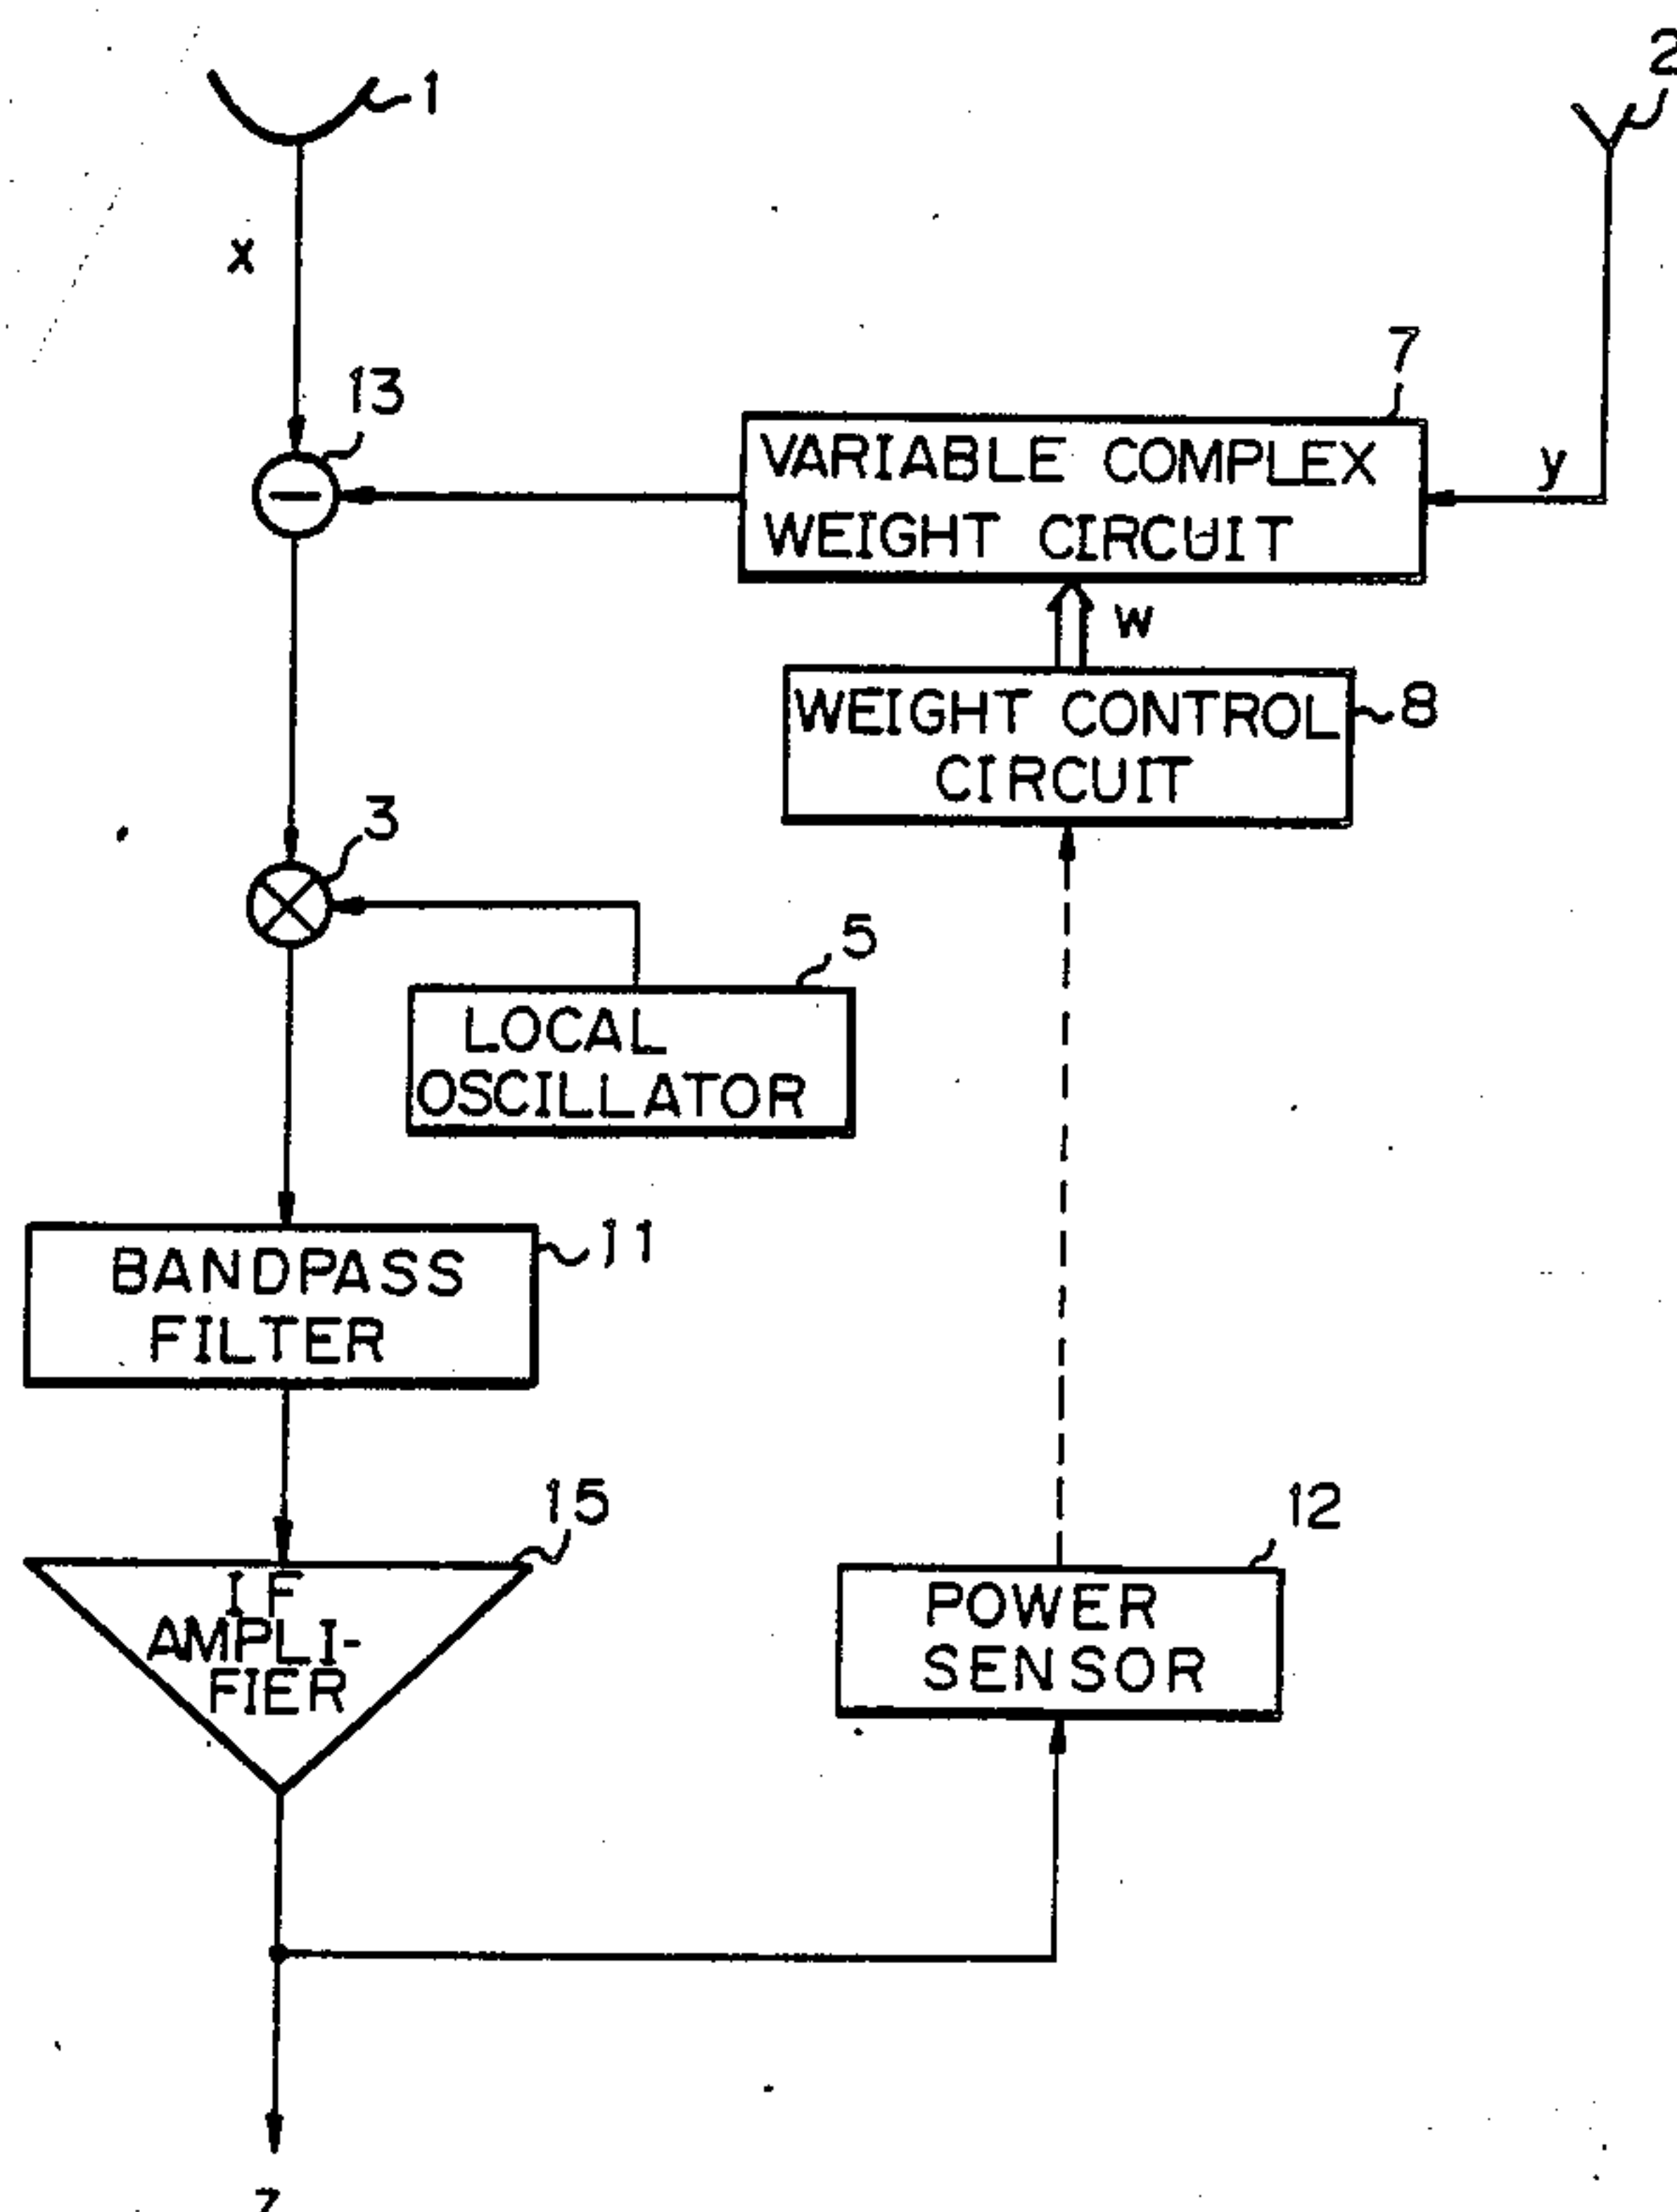 1
2
x
13
7
VARIABLE COMPLEX
WEIGHT CIRCUIT
y
w
WEIGHT CONTROL
CIRCUIT
8
3
5
LOCAL
OSCILLATOR
BANDPASS
FILTER
11
15
IF
AMPLI-
FIER
12
POWER
SENSOR
z